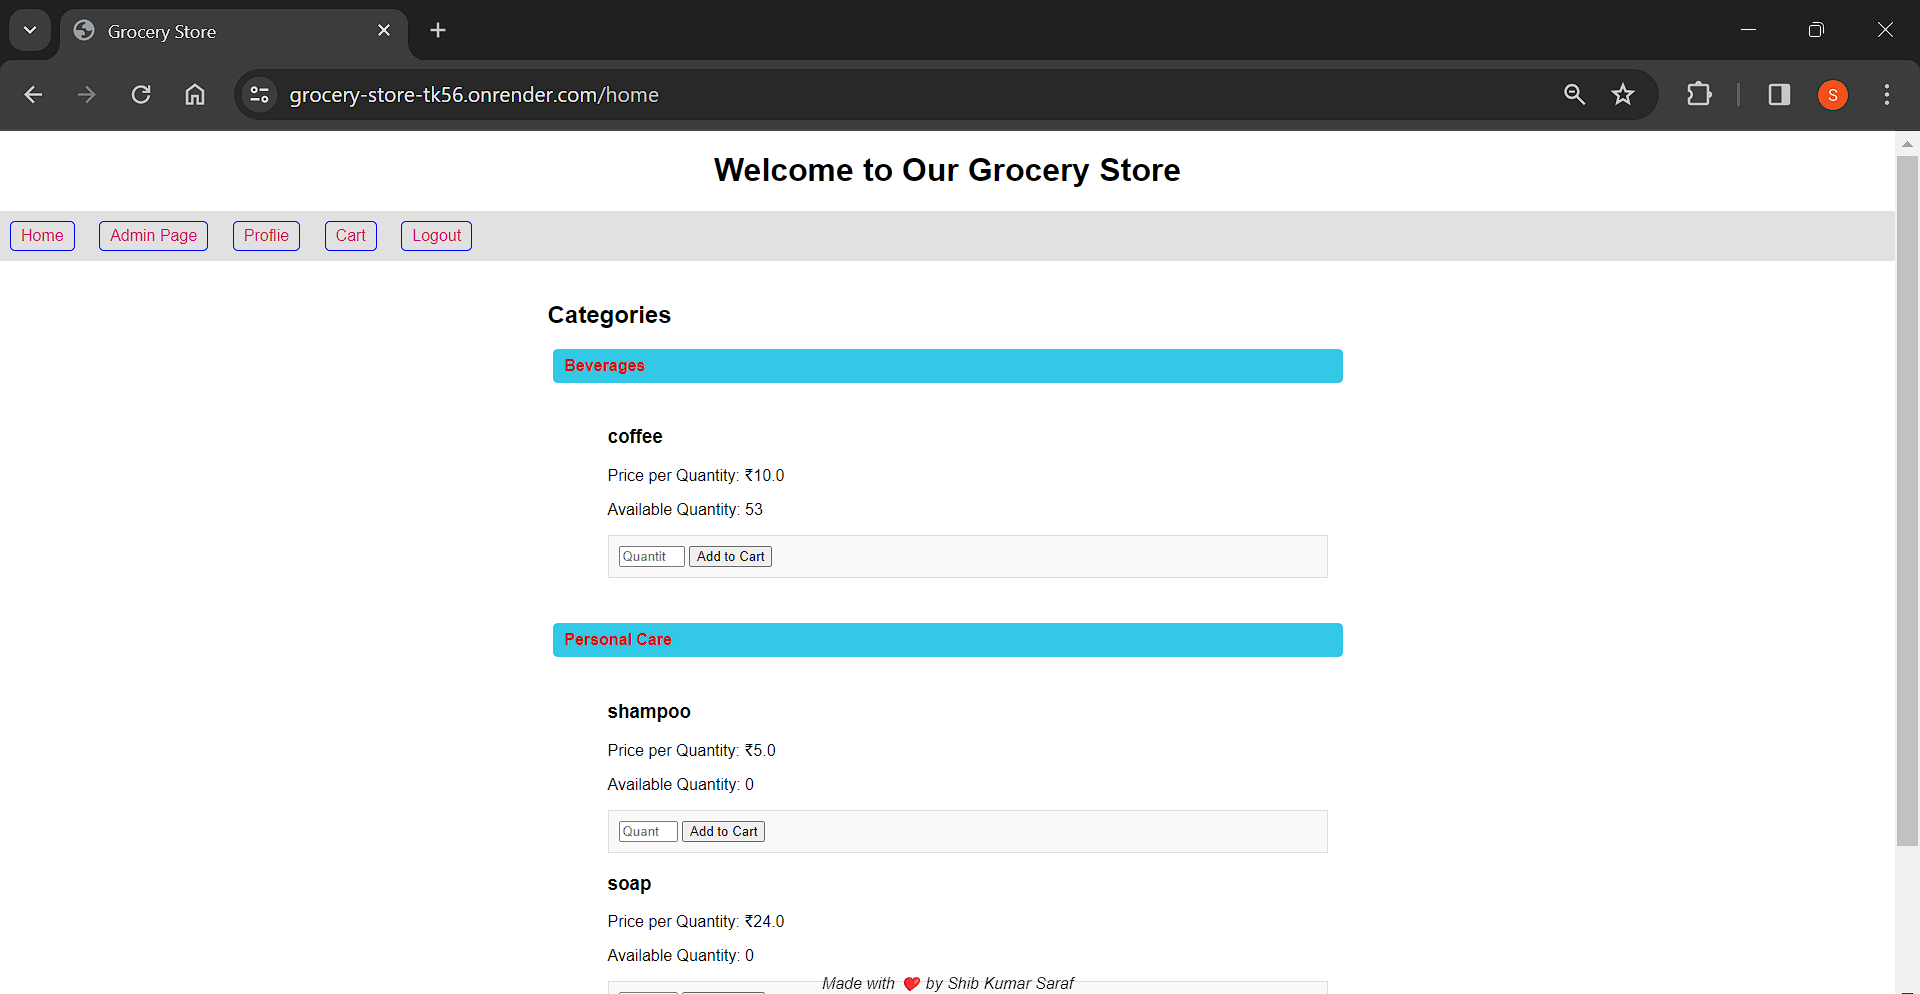 Grocery Store
grocery-store-tk56.onrender.com/home
S
Welcome to Our Grocery Store
Home Admin Page Proflie Cart Logout
Categories
Beverages
coffee
Price per Quantity: ₹10.0
Available Quantity: 53
Quantit Add to Cart
Personal Care
shampoo
Price per Quantity: ₹5.0
Available Quantity: 0
Quant Add to Cart
soap
Price per Quantity: ₹24.0
Available Quantity: 0
Made with ❤️ by Shib Kumar Saraf